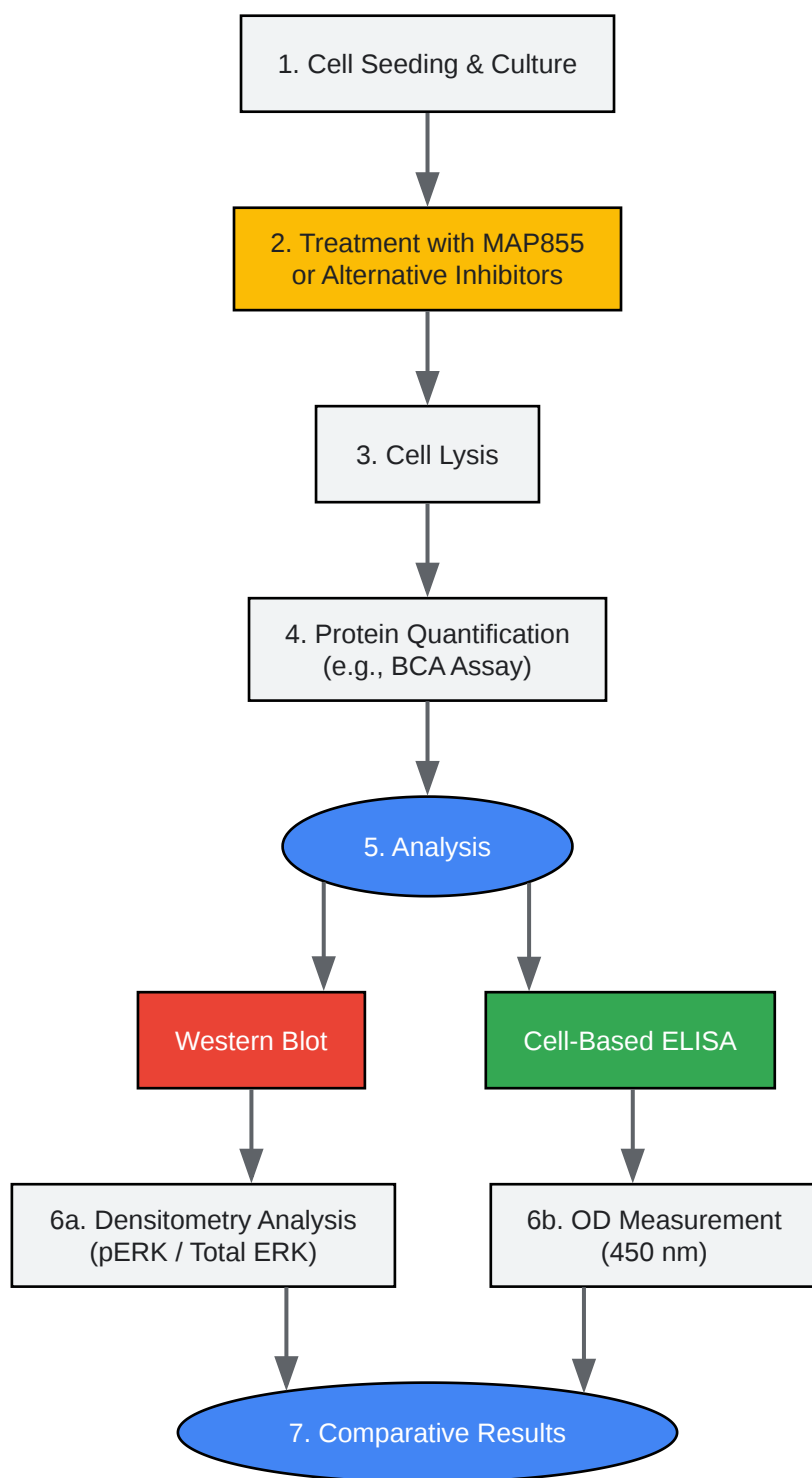 1. Cell Seeding & Culture
2. Treatment with MAP855
or Alternative Inhibitors
3. Cell Lysis
4. Protein Quantification
(e.g., BCA Assay)
5. Analysis
Western Blot
Cell-Based ELISA
6a. Densitometry Analysis
(pERK / Total ERK)
6b. OD Measurement
(450 nm)
7. Comparative Results